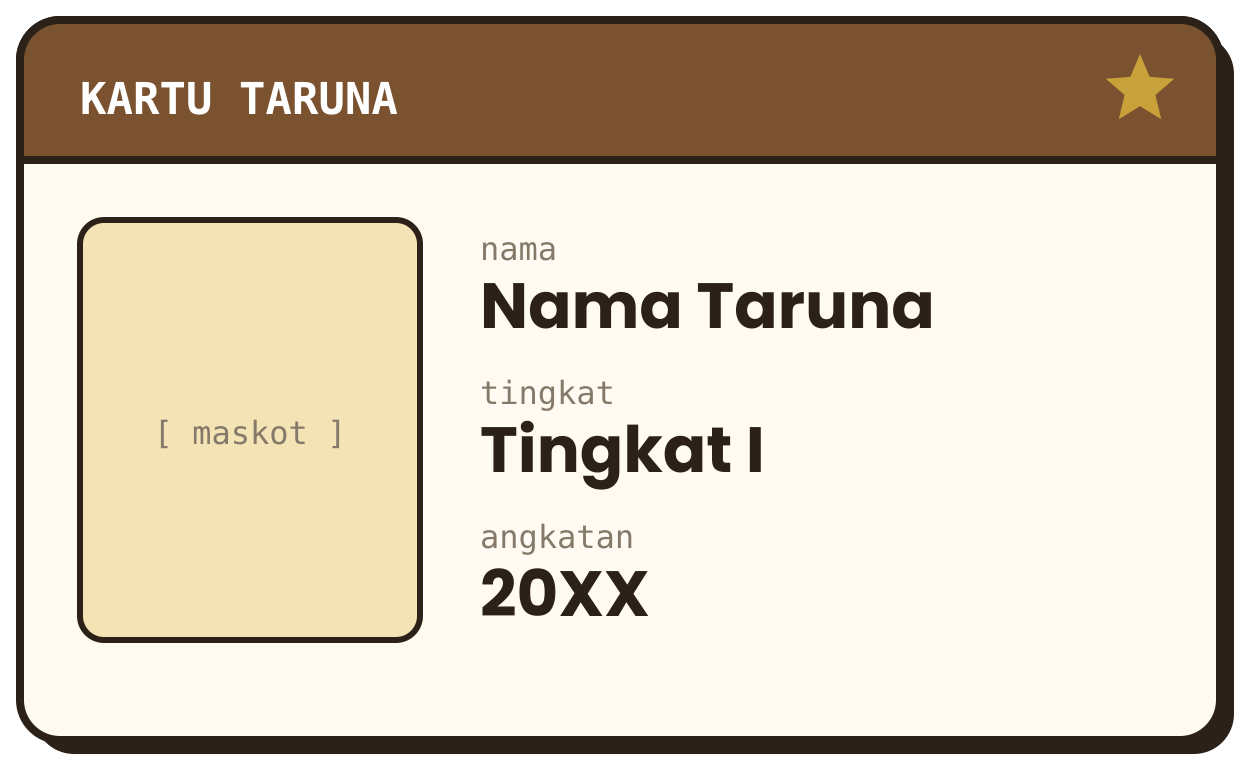 KARTU TARUNA
[ maskot ]
nama
Nama Taruna
tingkat
Tingkat I
angkatan
20XX